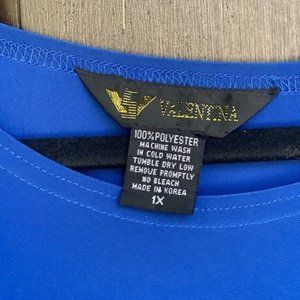 VALENTINA
100% POLYESTER
MACHINE WASH
IN COLD WATER
TUMBLE DRY LOW
REMOVE PROMPTLY
NO BLEACH
MADE IN KOREA
1X